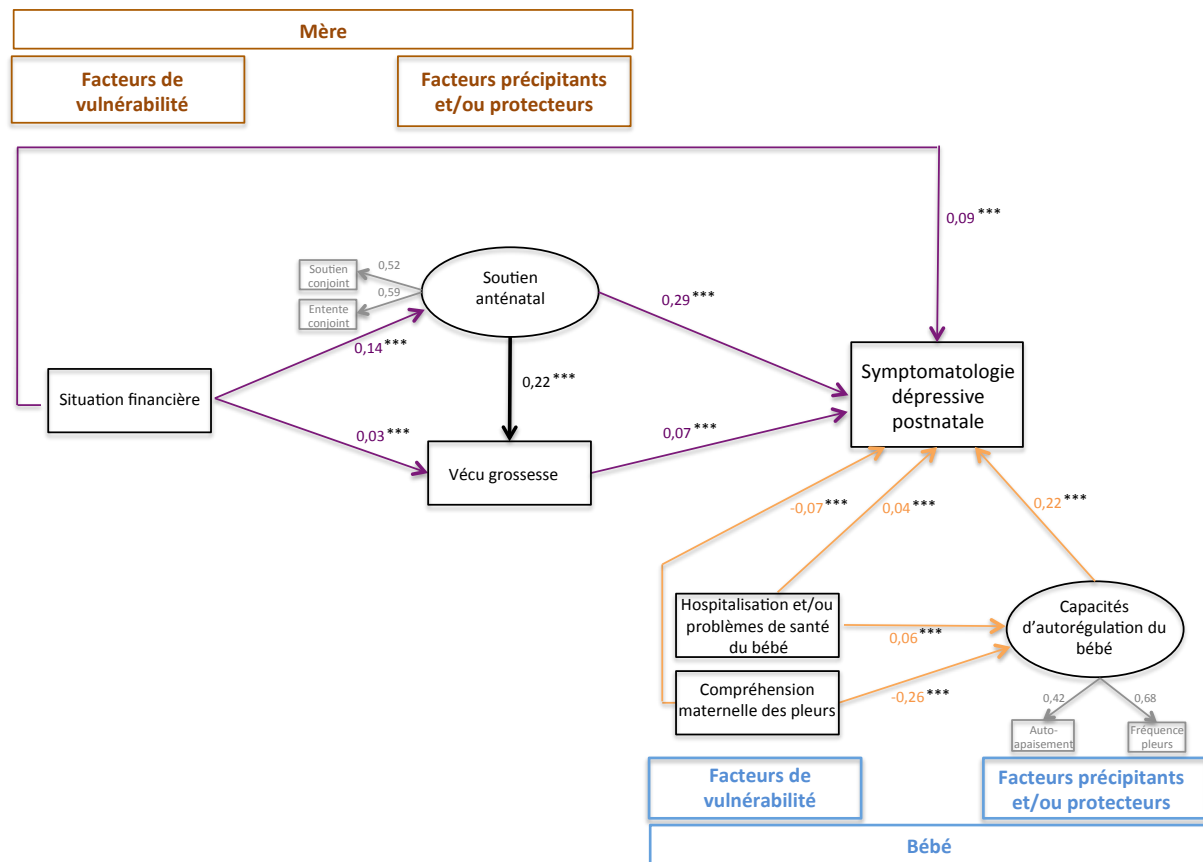 Mère
Facteurs de
vulnérabilité
Facteurs précipitants
et/ou protecteurs
0,09***
Soutien
conjoint
0,52
Entente
conjoint
0,59
Soutien
anténatal
0,29***
0,14***
0,22***
Situation financière
Symptomatologie
dépressive
postnatale
0,03***
Vécu grossesse
0,07***
-0,07***
0,04***
0,22***
Hospitalisation et/ou
problèmes de santé
du bébé
0,06***
Capacités
d'autorégulation du
bébé
Compréhension
maternelle des pleurs
-0,26***
0,42
0,68
Auto-
apaisement
Fréquence
pleurs
Facteurs de
vulnérabilité
Facteurs précipitants
et/ou protecteurs
Bébé